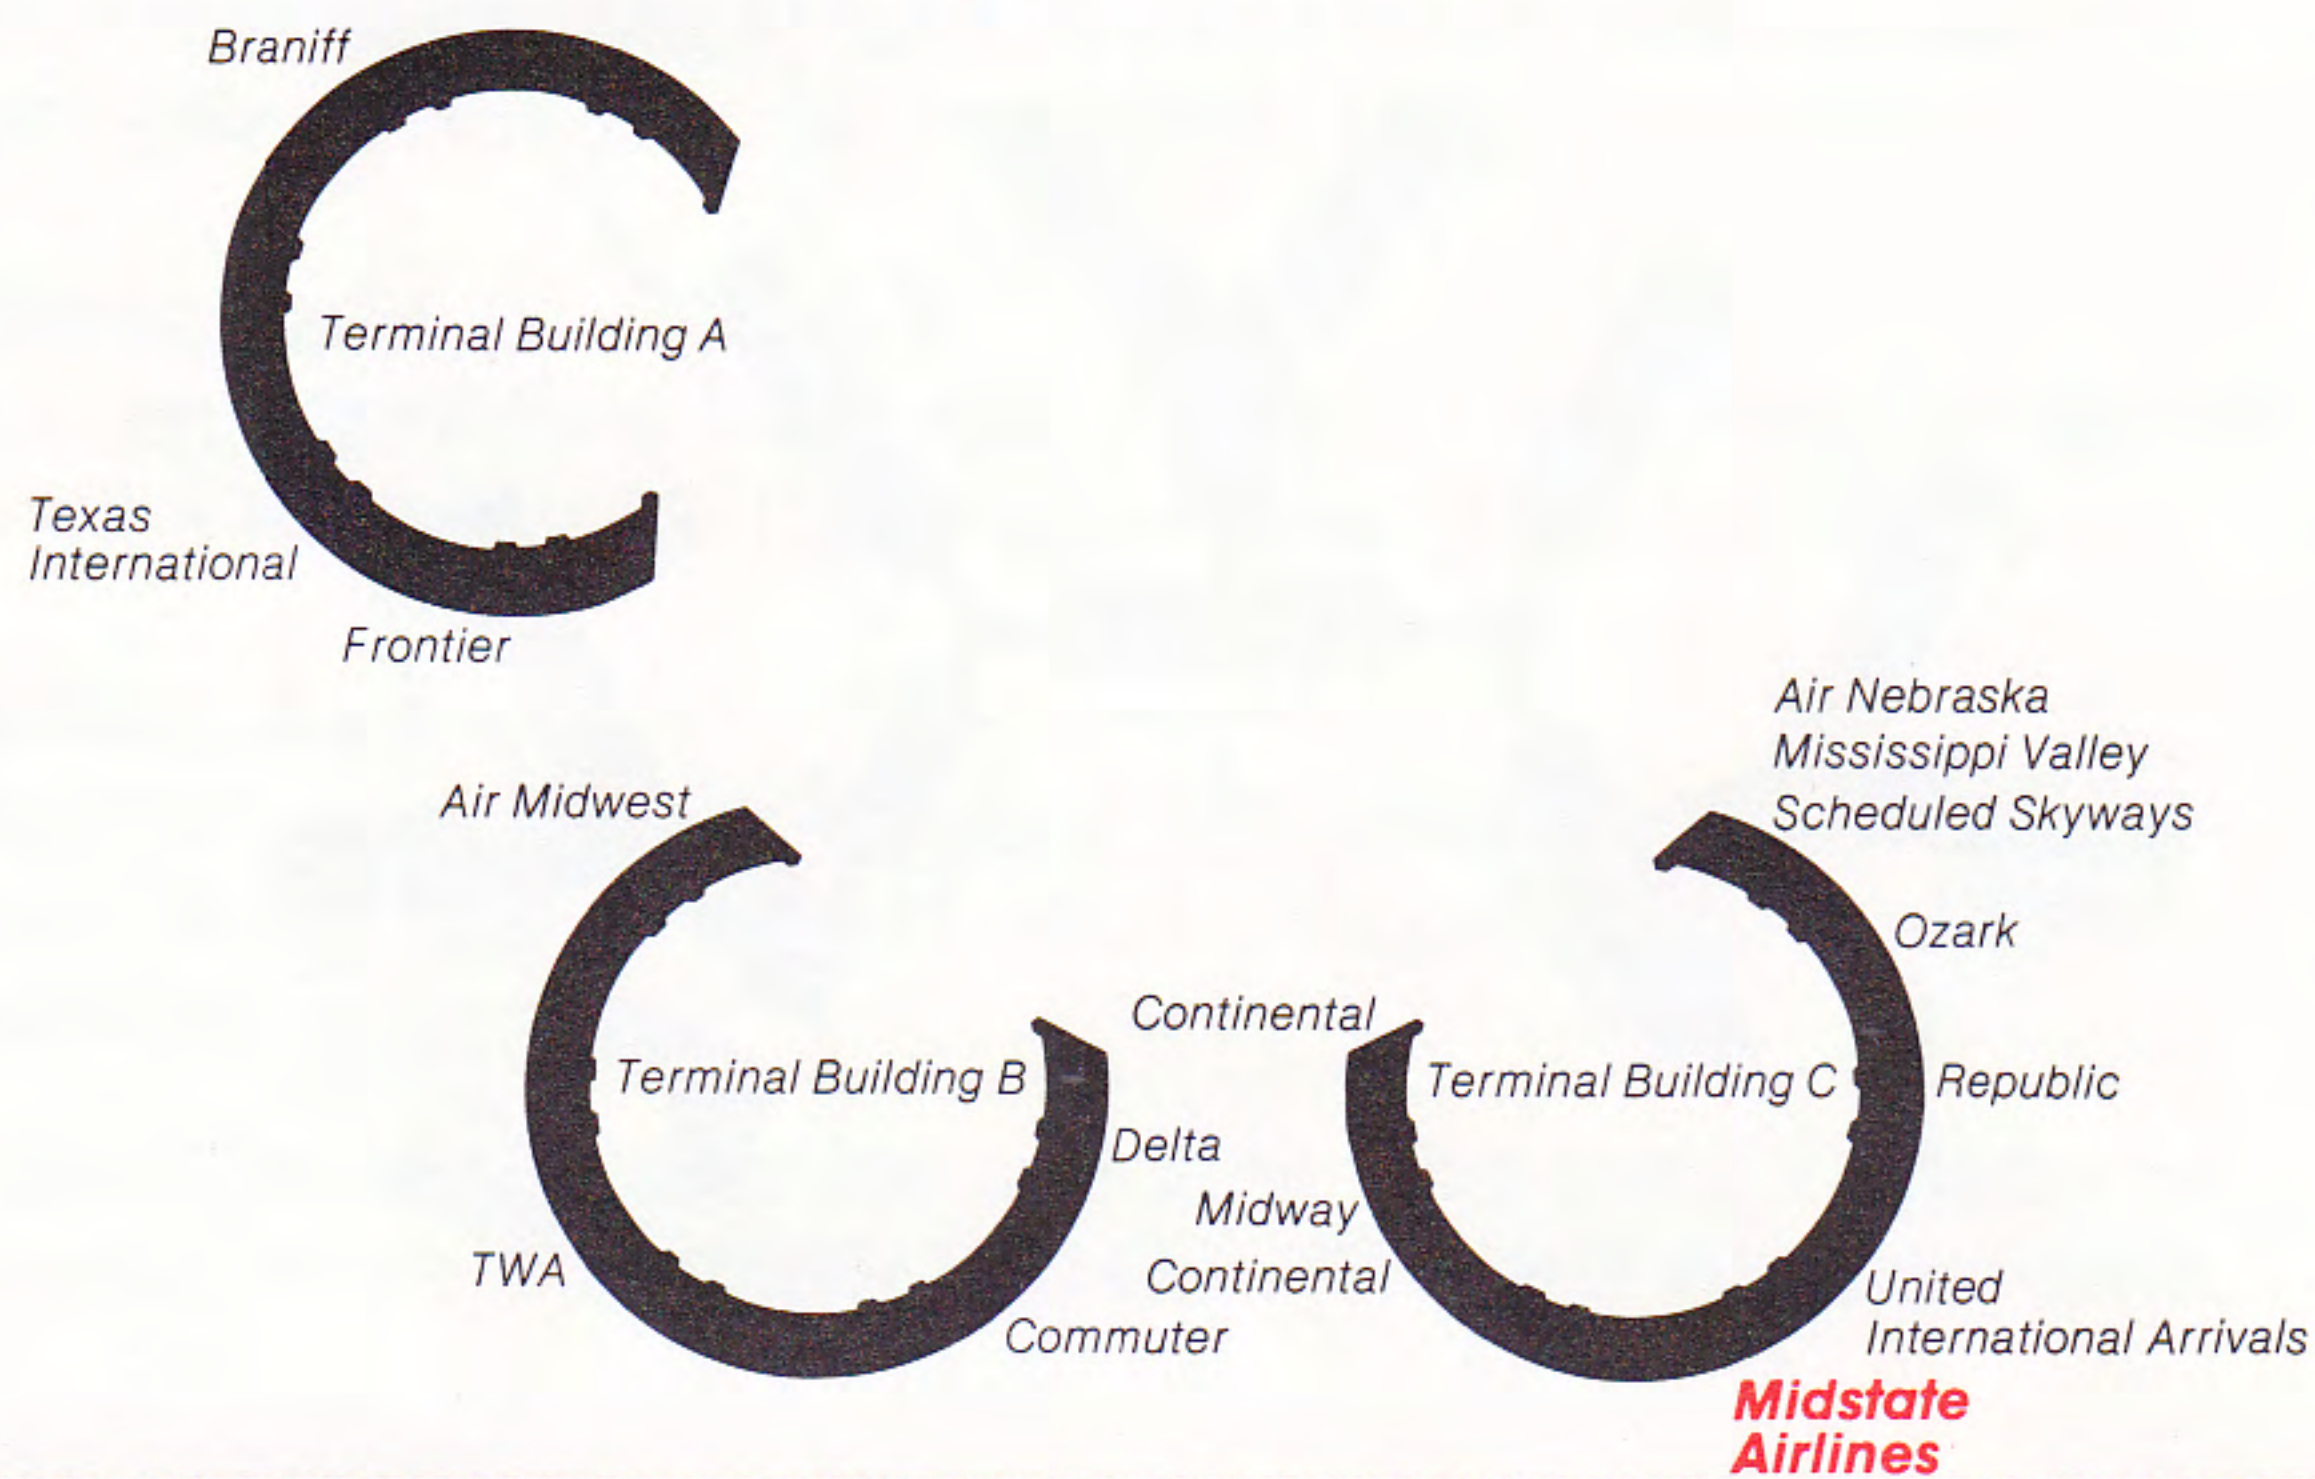 Braniff
Terminal Building A
Texas
International
Frontier
Air Midwest
Terminal Building B
Delta
TWA
Commuter
Air Nebraska
Mississippi Valley
Scheduled Skyways
Ozark
Continental
Terminal Building C
Republic
Midway
Continental
United
International Arrivals
Midstate
Airlines